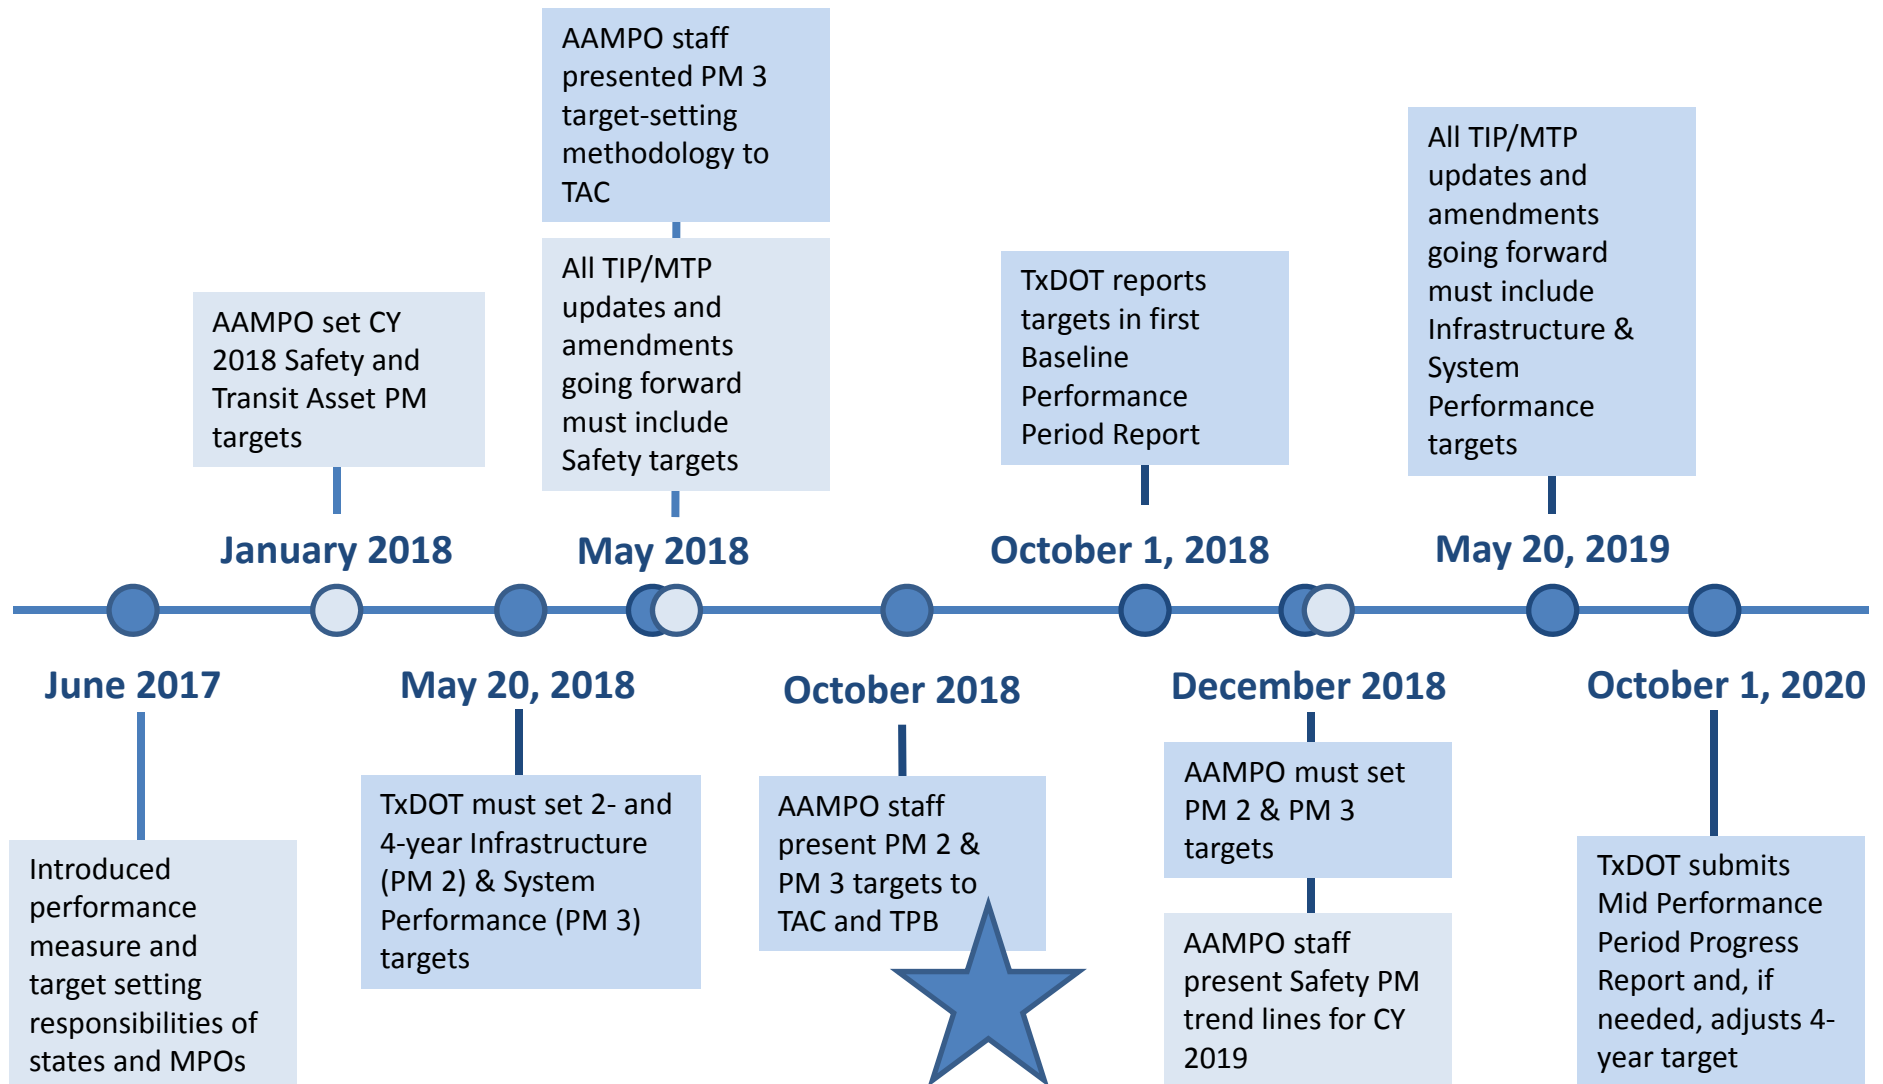 AAMPO staff
presented PM 3
target-setting
methodology to
TAC
All TIP/MTP
updates and
amendments
going forward
must include
Safety targets
AAMPO set CY
2018 Safety and
Transit Asset PM
targets
TxDOT reports
targets in first
Baseline
Performance
Period Report
All TIP/MTP
updates and
amendments
going forward
must include
Infrastructure &
System
Performance
targets
January 2018
May 2018
October 1, 2018
May 20, 2019
June 2017
May 20, 2018
October 2018
December 2018
October 1, 2020
Introduced
performance
measure and
target setting
responsibilities of
states and MPOs
TxDOT must set 2- and
4-year Infrastructure
(PM 2) & System
Performance (PM 3)
targets
AAMPO staff
present PM 2 &
PM 3 targets to
TAC and TPB
AAMPO must set
PM 2 & PM 3
targets
AAMPO staff
present Safety PM
trend lines for CY
2019
TxDOT submits
Mid Performance
Period Progress
Report and, if
needed, adjusts 4-
year target